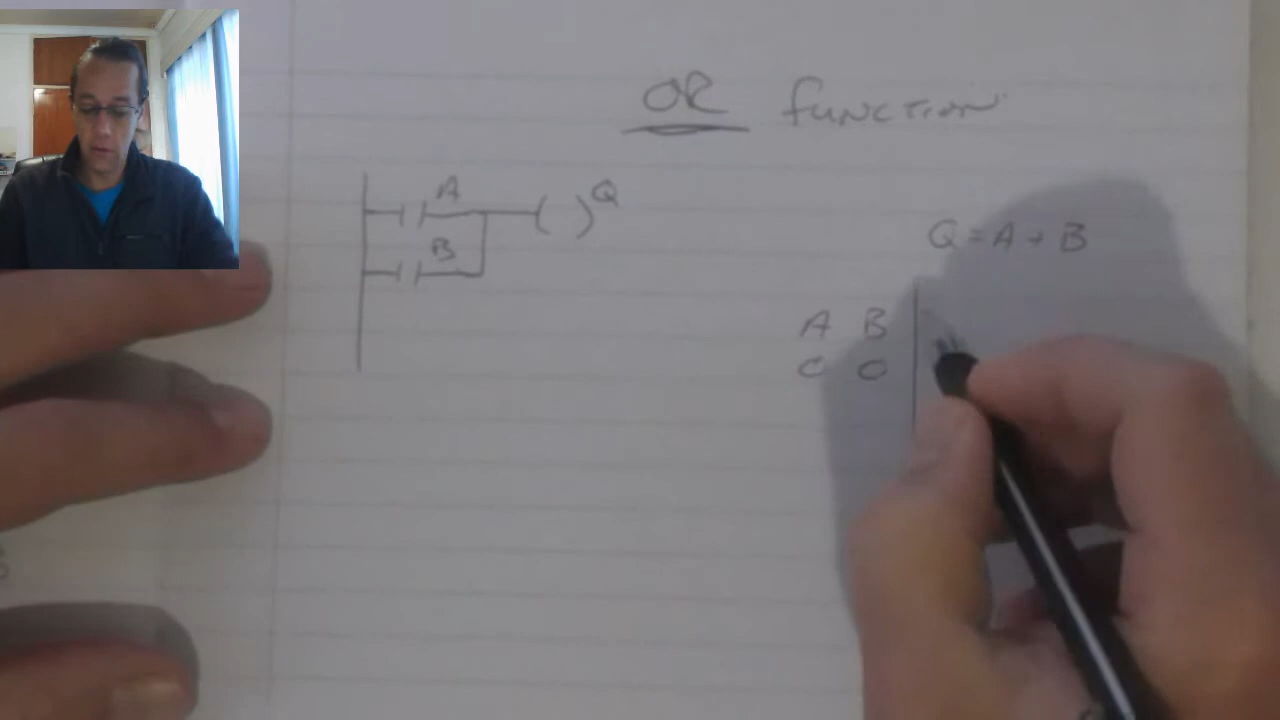 OR function
A
Q
B
Q = A + B
A B
0 0